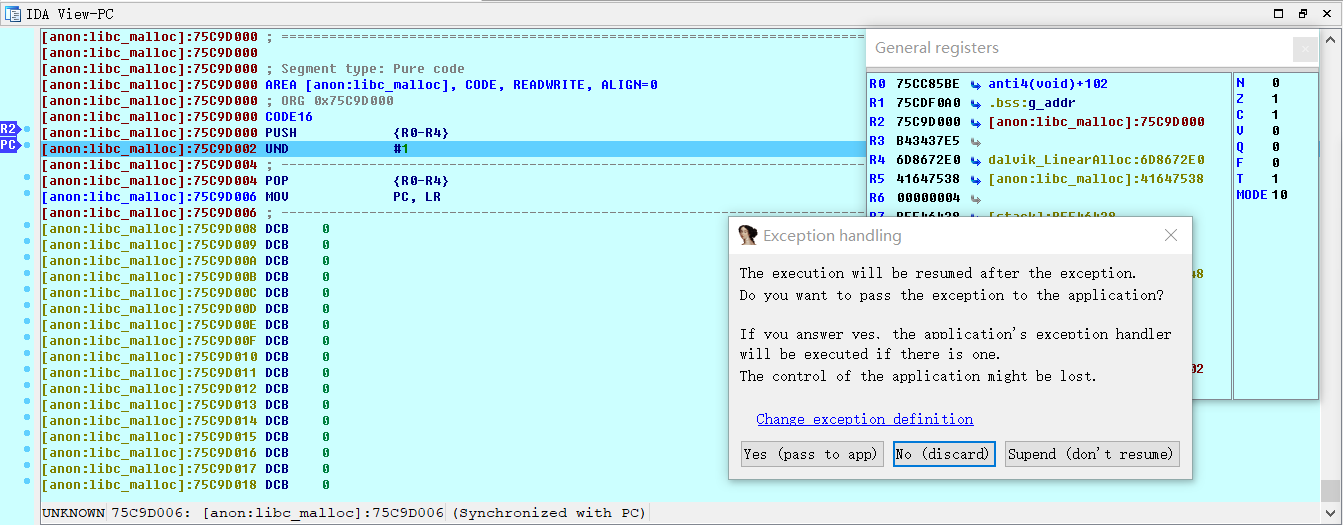 IDA View-PC
[anon:libc_malloc]:75C9D000 ; ==========================================================================
[anon:libc_malloc]:75C9D000
[anon:libc_malloc]:75C9D000 ; Segment type: Pure code
[anon:libc_malloc]:75C9D000 AREA [anon:libc_malloc], CODE, READWRITE, ALIGN=0
[anon:libc_malloc]:75C9D000 ; ORG 0x75C9D000
[anon:libc_malloc]:75C9D000 CODE16
R2 [anon:libc_malloc]:75C9D000 PUSH {R0-R4}
PC [anon:libc_malloc]:75C9D002 UND #1
[anon:libc_malloc]:75C9D004 ; --------------------------------------------------------------------------
[anon:libc_malloc]:75C9D004 POP {R0-R4}
[anon:libc_malloc]:75C9D006 MOV PC, LR
[anon:libc_malloc]:75C9D006 ; --------------------------------------------------------------------------
[anon:libc_malloc]:75C9D008 DCB 0
[anon:libc_malloc]:75C9D009 DCB 0
[anon:libc_malloc]:75C9D00A DCB 0
[anon:libc_malloc]:75C9D00B DCB 0
[anon:libc_malloc]:75C9D00C DCB 0
[anon:libc_malloc]:75C9D00D DCB 0
[anon:libc_malloc]:75C9D00E DCB 0
[anon:libc_malloc]:75C9D00F DCB 0
[anon:libc_malloc]:75C9D010 DCB 0
[anon:libc_malloc]:75C9D011 DCB 0
[anon:libc_malloc]:75C9D012 DCB 0
[anon:libc_malloc]:75C9D013 DCB 0
[anon:libc_malloc]:75C9D014 DCB 0
[anon:libc_malloc]:75C9D015 DCB 0
[anon:libc_malloc]:75C9D016 DCB 0
[anon:libc_malloc]:75C9D017 DCB 0
[anon:libc_malloc]:75C9D018 DCB 0
UNKNOWN 75C9D006: [anon:libc_malloc]:75C9D006 (Synchronized with PC)
General registers
R0 75CC85BE anti4(void)+102
R1 75CDF0A0 .bss:g_addr
R2 75C9D000 [anon:libc_malloc]:75C9D000
R3 B43437E5
R4 6D8672E0 dalvik_LinearAlloc:6D8672E0
R5 41647538 [anon:libc_malloc]:41647538
R6 00000004
N 0
Z 1
C 1
V 0
Q 0
F 0
T 1
MODE 10
Exception handling
The execution will be resumed after the exception.
Do you want to pass the exception to the application?
If you answer yes, the application's exception handler
will be executed if there is one.
The control of the application might be lost.
Change exception definition
Yes (pass to app)
No (discard)
Supend (don't resume)